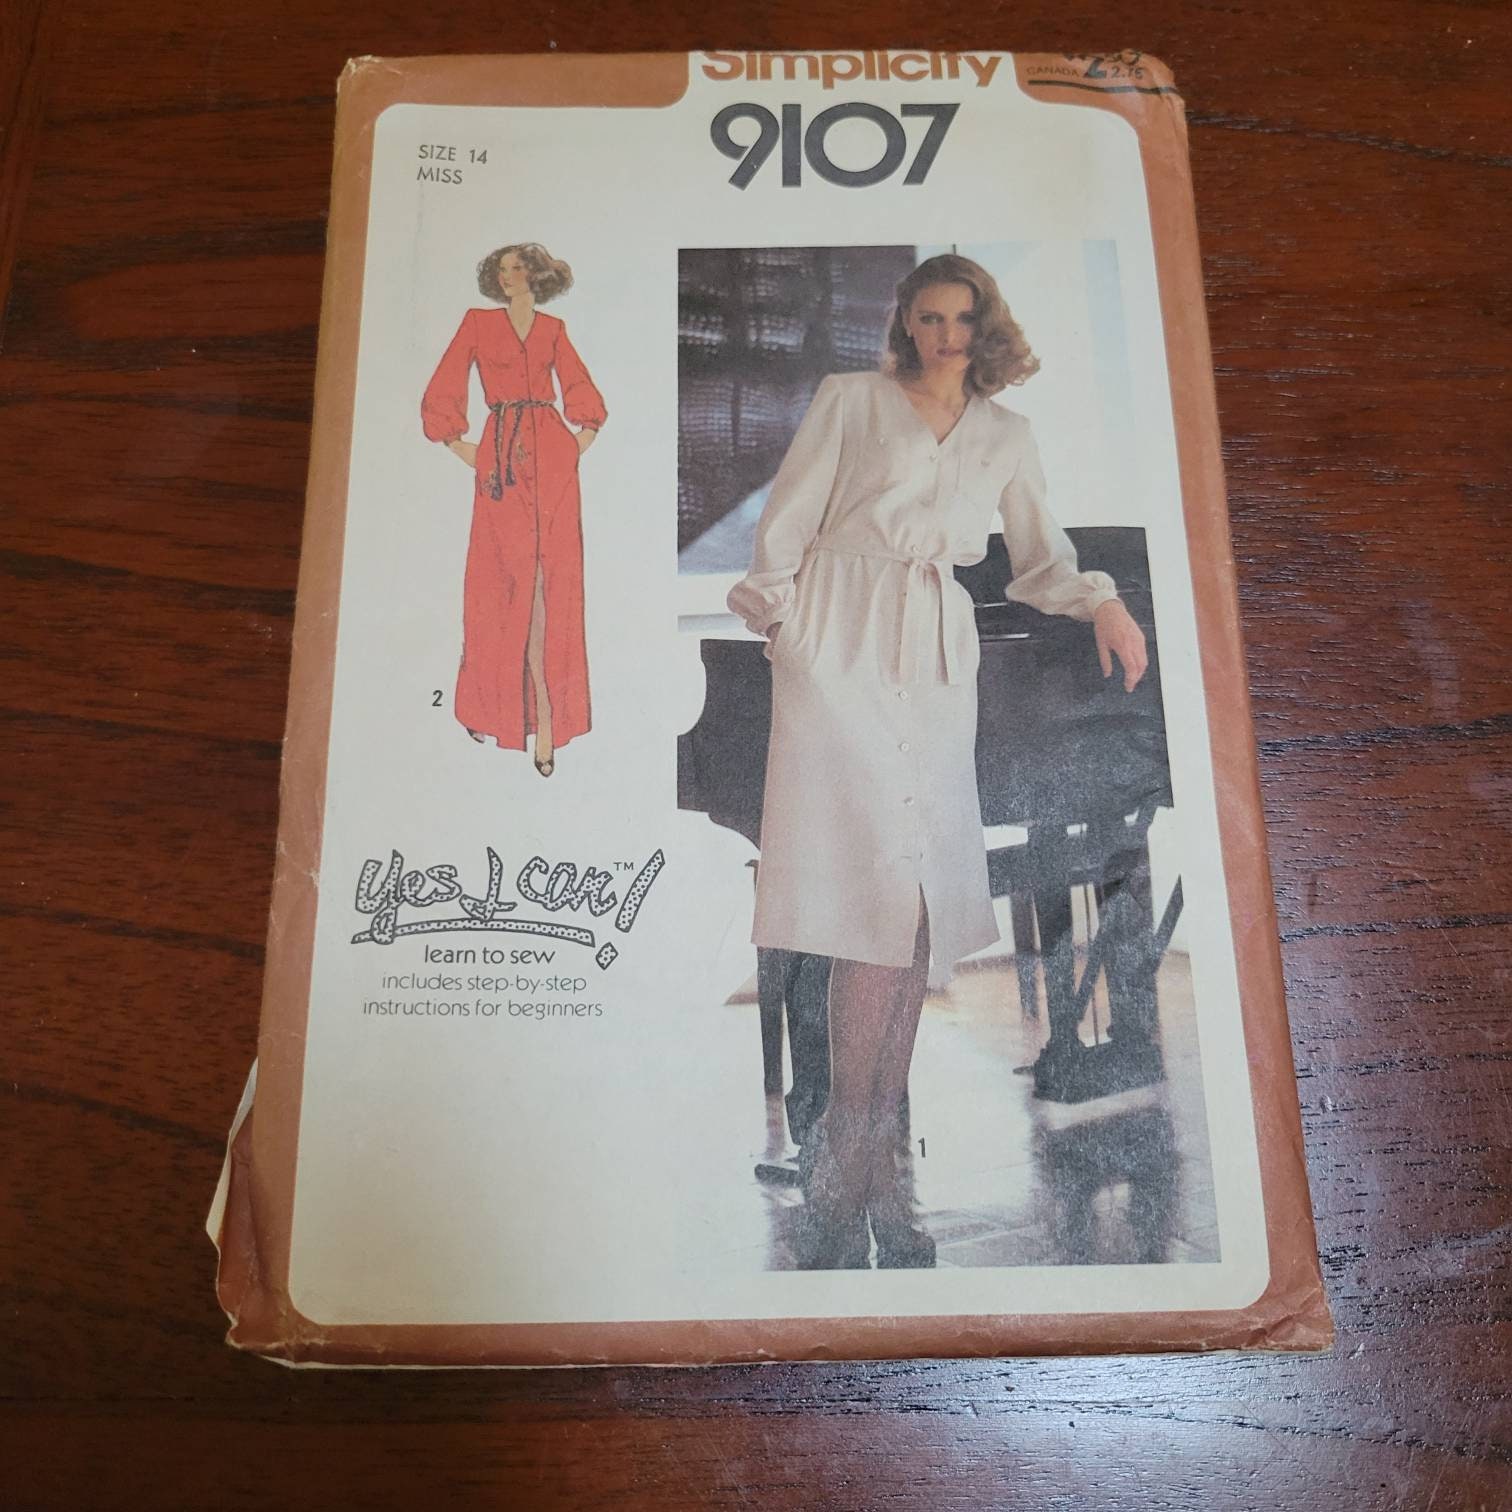 Simplicity
CANADA 2.75
9107
SIZE 14
MISS
2
yes I can™!
learn to sew
includes step-by-step
instructions for beginners
1